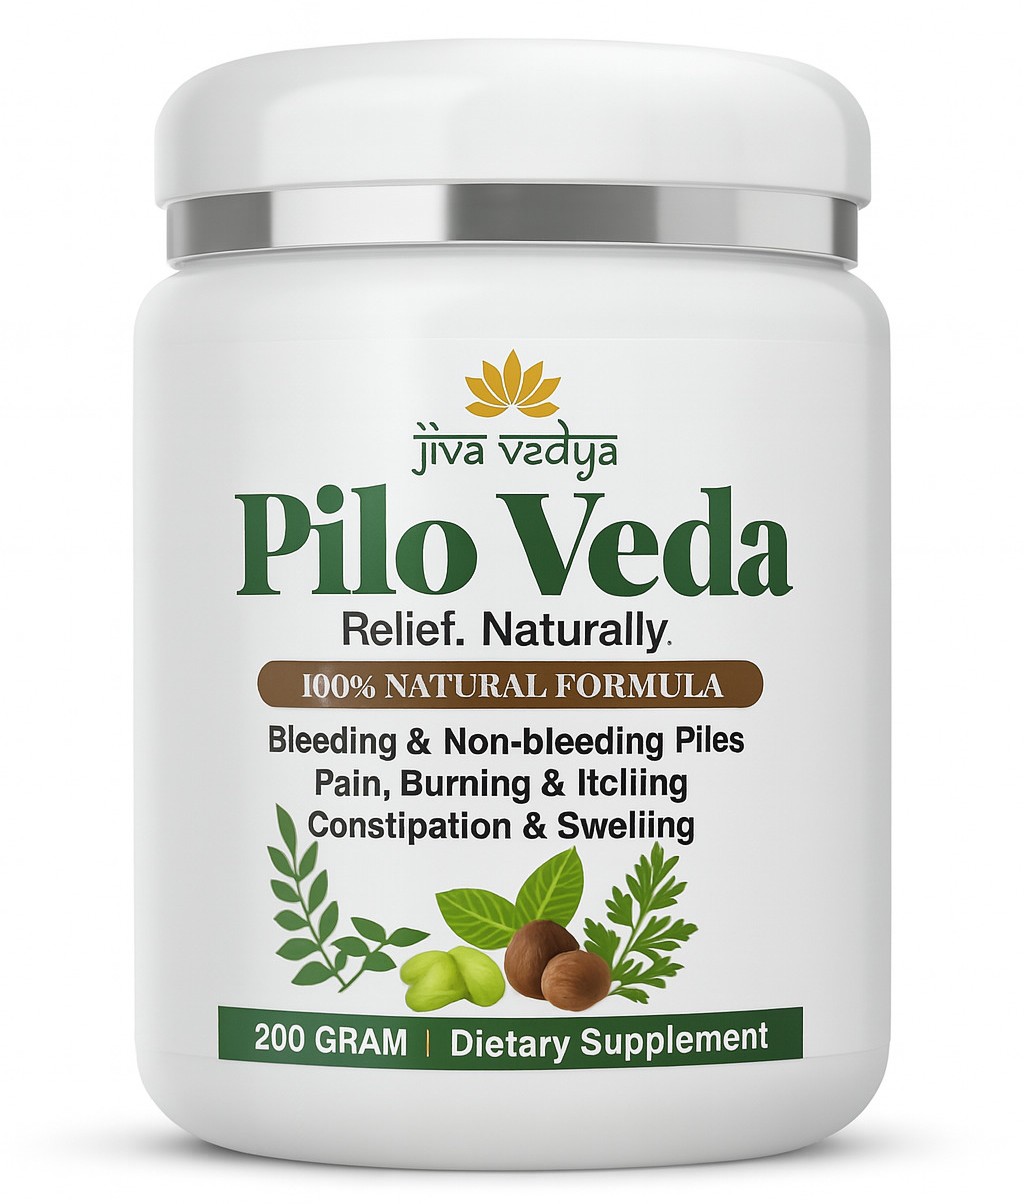 jiva vedya
Pilo Veda
Relief. Naturally.
100% NATURAL FORMULA
Bleeding & Non-bleeding Piles
Pain, Burning & Itcliing
Constipation & Sweliing
200 GRAM | Dietary Supplement